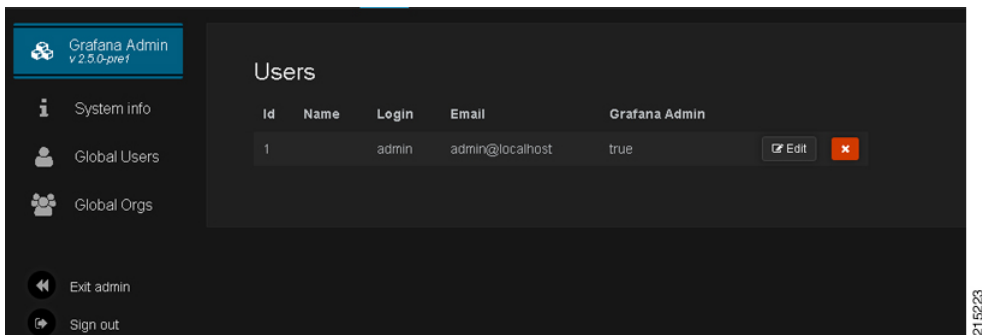 Grafana Admin
v 2.5.0-pre1
System info
Global Users
Global Orgs
Exit admin
Sign out
Users
Id Name Login Email Grafana Admin
1 admin admin@localhost true Edit
215223